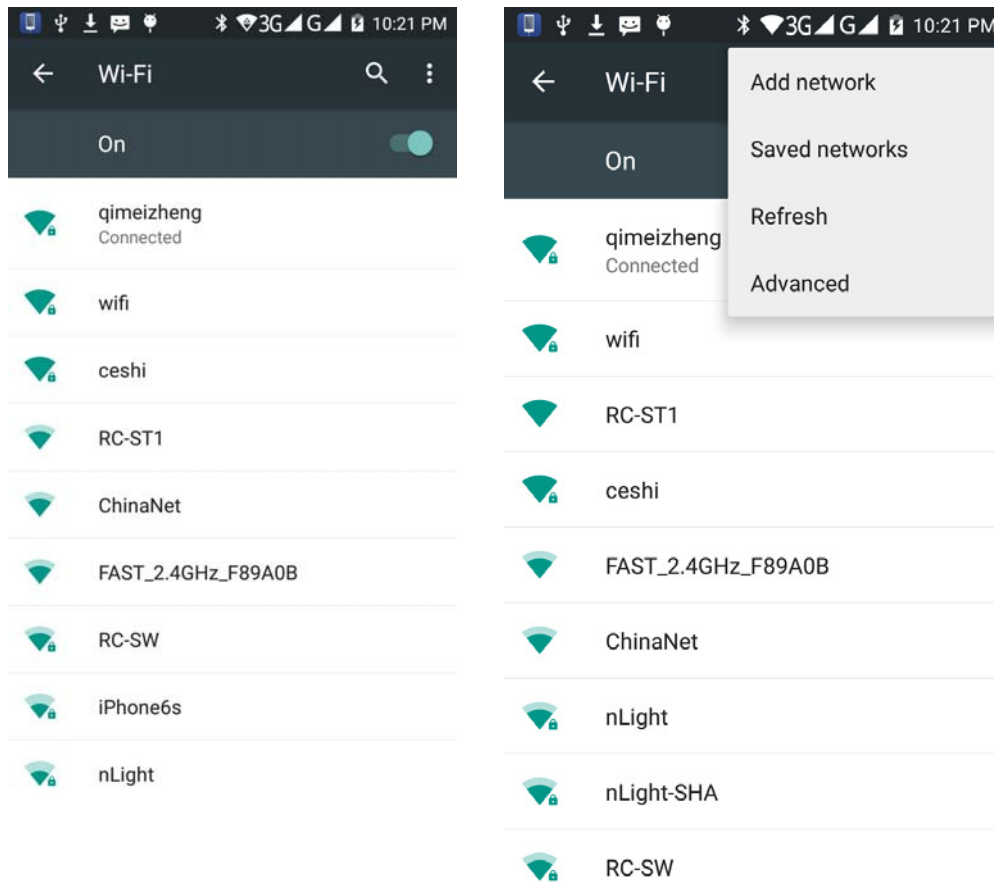 3G G 10:21 PM
Wi-Fi
On
qimeizheng
Connected
wifi
ceshi
RC-ST1
ChinaNet
FAST_2.4GHz_F89A0B
RC-SW
iPhone6s
nLight
3G G 10:21 PM
Wi-Fi
Add network
Saved networks
On
Refresh
qimeizheng
Connected
Advanced
wifi
RC-ST1
ceshi
FAST_2.4GHz_F89A0B
ChinaNet
nLight
nLight-SHA
RC-SW